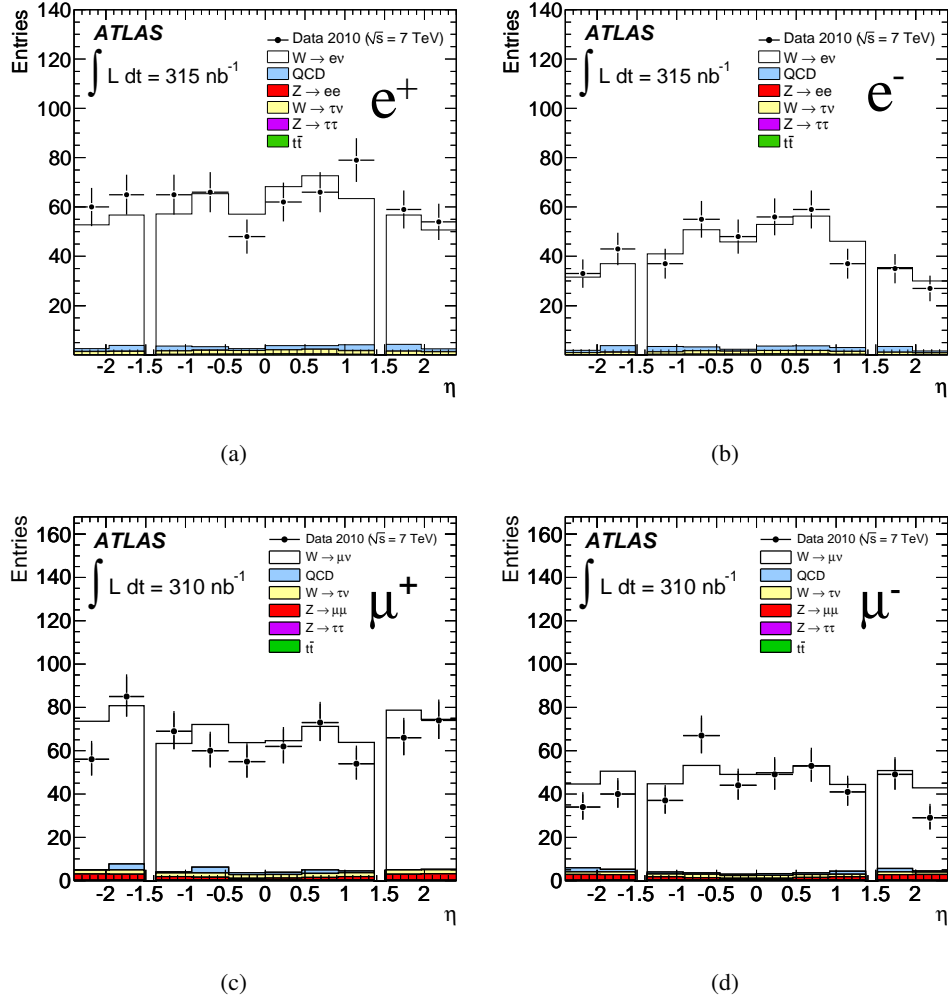 Entries
ATLAS
∫ L dt = 315 nb⁻¹
Data 2010 (√s = 7 TeV)
W → eν
QCD
Z → ee
W → τν
Z → ττ
tt̄
e⁺
140
120
100
80
60
40
20
-2 -1.5 -1 -0.5 0 0.5 1 1.5 2
η
(a)
Entries
ATLAS
∫ L dt = 315 nb⁻¹
Data 2010 (√s = 7 TeV)
W → eν
QCD
Z → ee
W → τν
Z → ττ
tt̄
e⁻
140
120
100
80
60
40
20
-2 -1.5 -1 -0.5 0 0.5 1 1.5 2
η
(b)
Entries
ATLAS
∫ L dt = 310 nb⁻¹
Data 2010 (√s = 7 TeV)
W → μν
QCD
W → τν
Z → μμ
Z → ττ
tt̄
μ⁺
160
140
120
100
80
60
40
20
0
-2 -1.5 -1 -0.5 0 0.5 1 1.5 2
η
(c)
Entries
ATLAS
∫ L dt = 310 nb⁻¹
Data 2010 (√s = 7 TeV)
W → μν
QCD
W → τν
Z → μμ
Z → ττ
tt̄
μ⁻
160
140
120
100
80
60
40
20
0
-2 -1.5 -1 -0.5 0 0.5 1 1.5 2
η
(d)